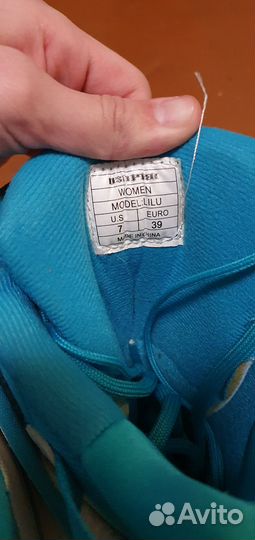 WOMEN
MODEL:LILU
U.S EURO
7 39
MADE IN CHINA
Avito